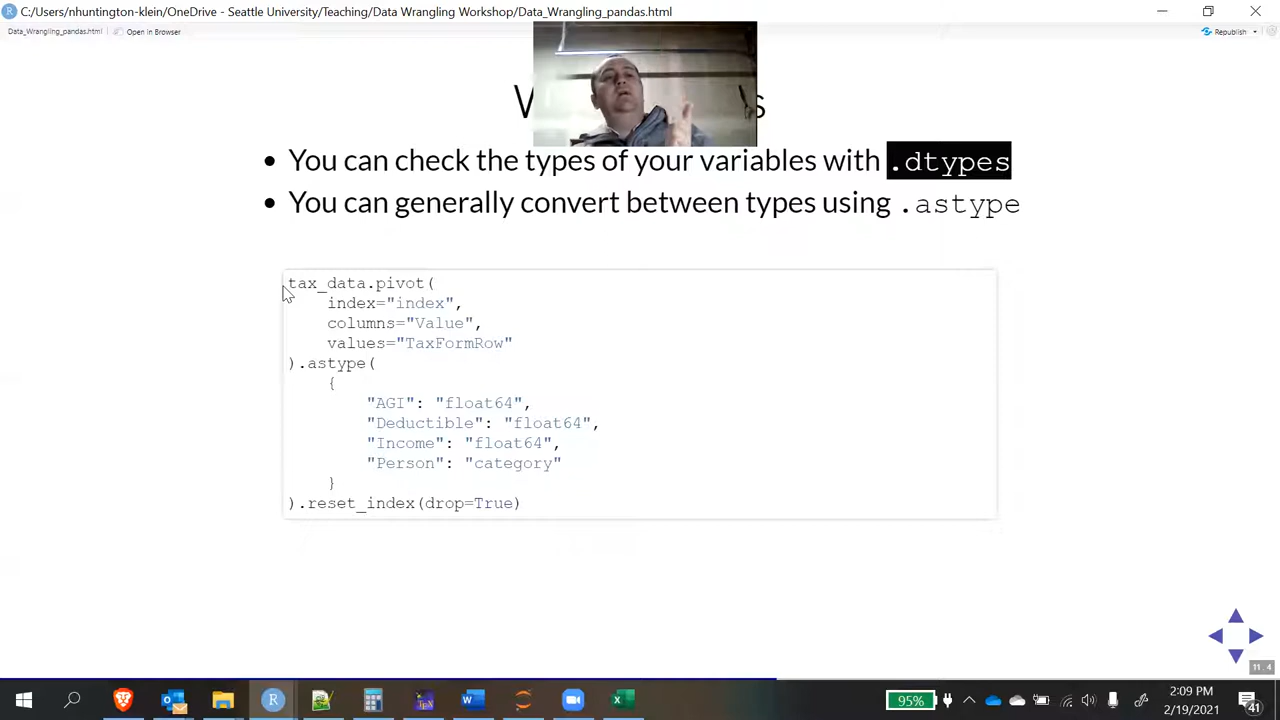 C:/Users/nhuntington-klein/OneDrive - Seattle University/Teaching/Data Wrangling Workshop/Data_Wrangling_pandas.html
Data_Wrangling_pandas.html Open in Browser Republish
You can check the types of your variables with .dtypes
You can generally convert between types using .astype
tax_data.pivot(
index="index",
columns="Value",
values="TaxFormRow"
).astype(
{
"AGI": "float64",
"Deductible": "float64",
"Income": "float64",
"Person": "category"
}
).reset_index(drop=True)
11.4
95%
2:09 PM
2/19/2021
41